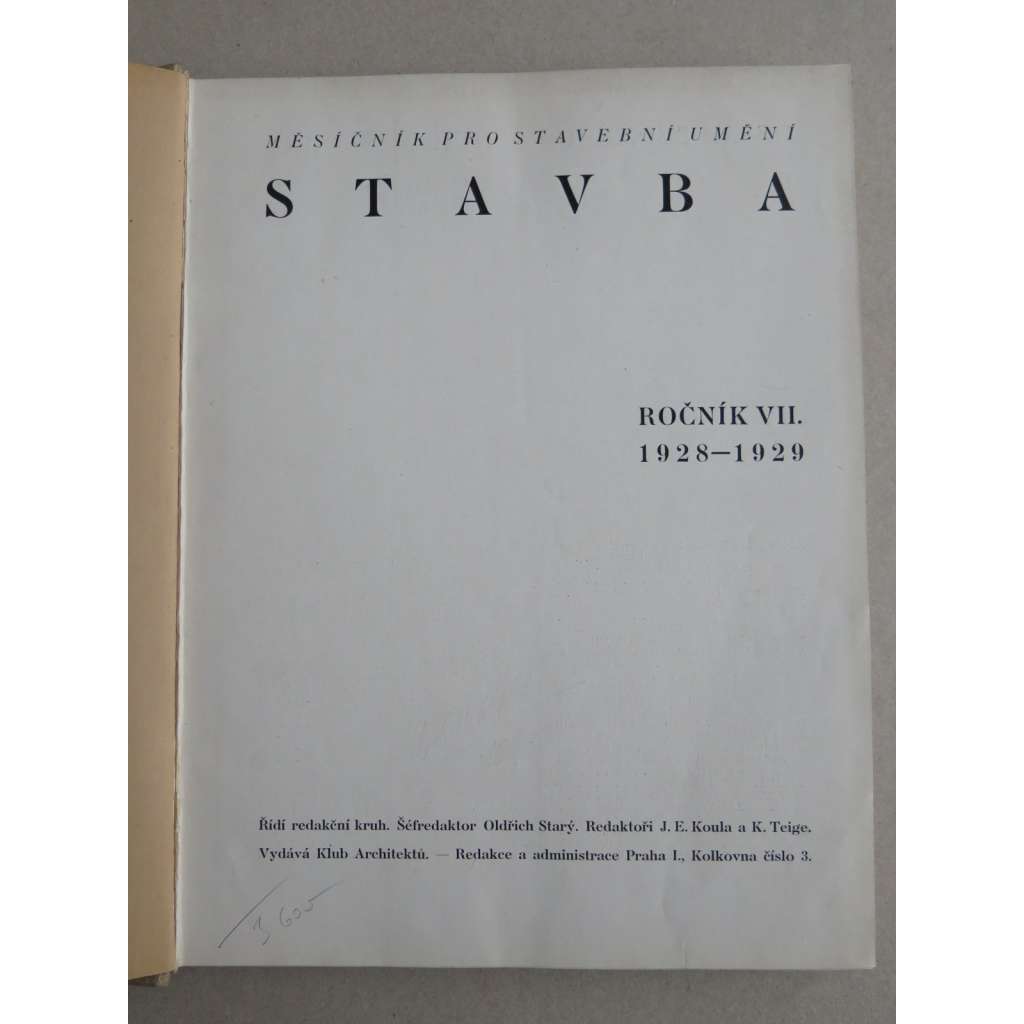 MĚSÍČNÍK PRO STAVEBNÍ UMĚNÍ
STAVBA
ROČNÍK VII.
1928—1929
Řídí redakční kruh. Šéfredaktor Oldřich Starý. Redaktoři J. E. Koula a K. Teige.
Vydává Klub Architektů. — Redakce a administrace Praha I., Kolkovna číslo 3.